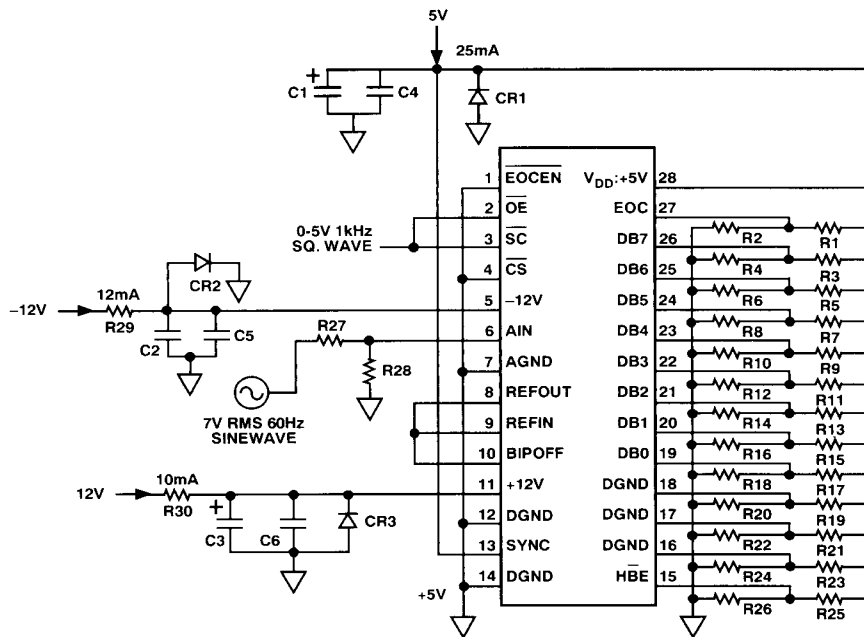 5V
25mA
+
C1
C4
CR1
1 EOCEN VDD:+5V 28
2 OE EOC 27
0-5V 1kHz
SQ. WAVE
3 SC DB7 26
4 CS DB6 25
5 –12V DB5 24
6 AIN DB4 23
7 AGND DB3 22
8 REFOUT DB2 21
9 REFIN DB1 20
10 BIPOFF DB0 19
11 +12V DGND 18
12 DGND DGND 17
13 SYNC DGND 16
14 DGND HBE 15
+5V
CR2
–12V
12mA
R29
C2
C5
R27
R28
7V RMS 60Hz
SINEWAVE
12V
10mA
R30
+
C3
C6
CR3
R2 R1
R4 R3
R6 R5
R8 R7
R10 R9
R12 R11
R14 R13
R16 R15
R18 R17
R20 R19
R22 R21
R24 R23
R26 R25